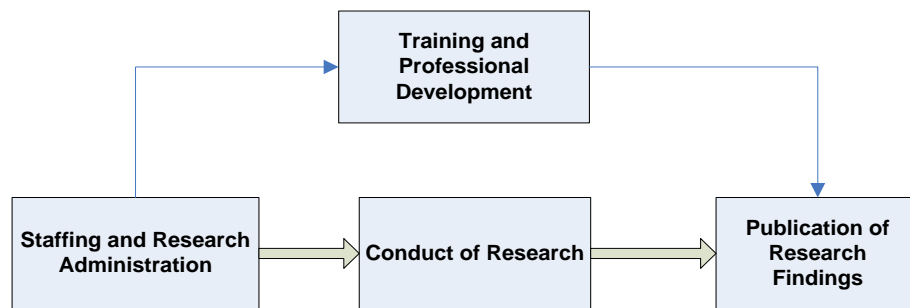 Training and
Professional
Development
Staffing and Research
Administration
Conduct of Research
Publication of
Research
Findings